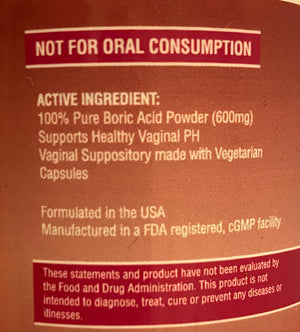 NOT FOR ORAL CONSUMPTION
ACTIVE INGREDIENT:
100% Pure Boric Acid Powder (600mg)
Supports Healthy Vaginal PH
Vaginal Suppository made with Vegetarian
Capsules
Formulated in the USA
Manufactured in a FDA registered, cGMP facility
These statements and product have not been evaluated by
the Food and Drug Administration. This product is not
intended to diagnose, treat, cure or prevent any diseases or
illnesses.